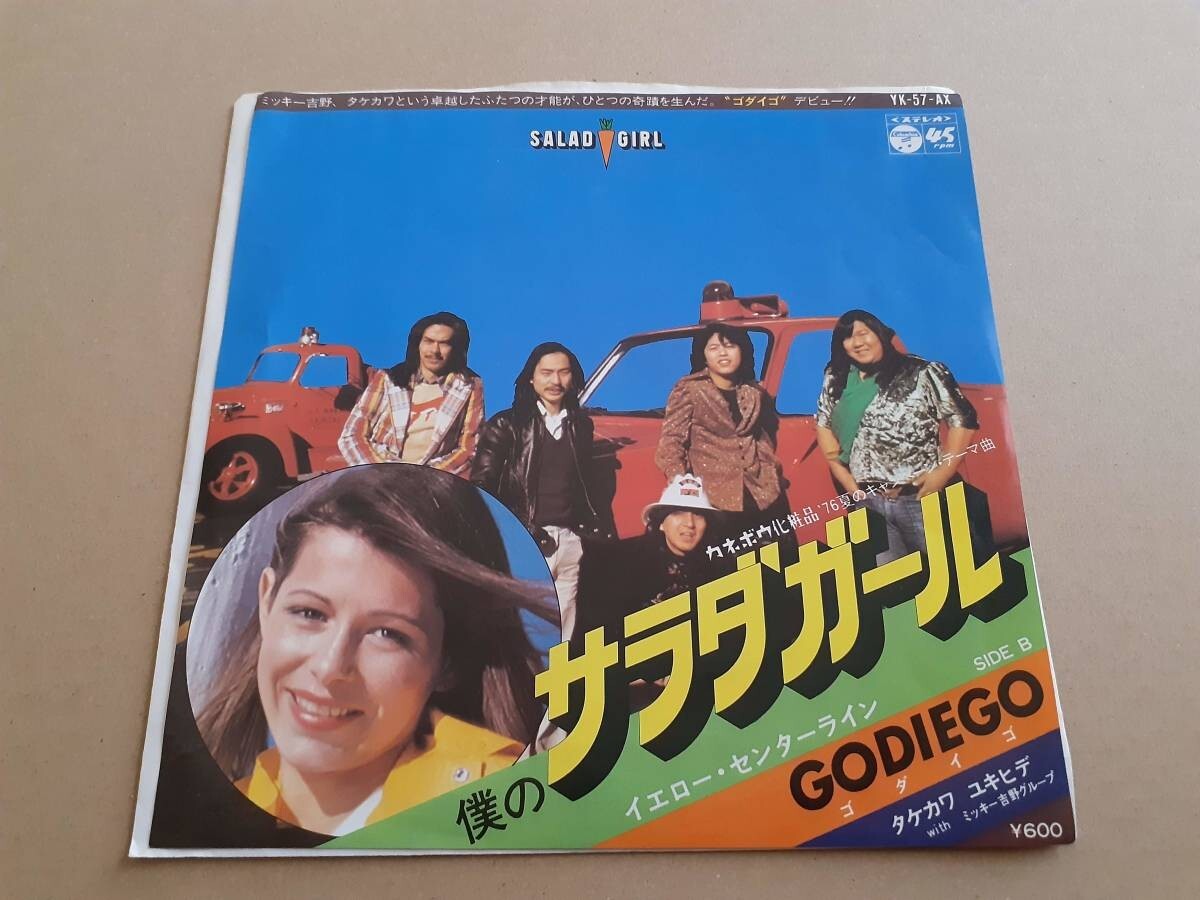 ミッキー吉野、タケカワという卓越したふたつの才能が、ひとつの奇蹟を生んだ。“ゴダイゴ”デビュー!!
YK-57-AX
SALAD GIRL
<ステレオ>
Columbia
45
rpm
カネボウ化粧品'76夏のキャンペーンテーマ曲
僕のサラダガール
SIDE B
イエロー・センターライン
GODIEGO
ゴダイゴ
タケカワ ユキヒデ
with ミッキー吉野グループ
¥600